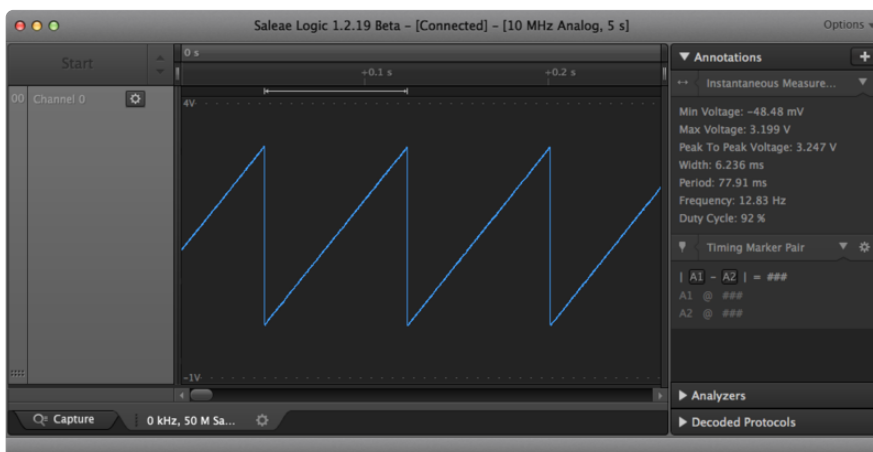 Saleae Logic 1.2.19 Beta - [Connected] - [10 MHz Analog, 5 s]
Options
Start
0 s
+0.1 s
+0.2 s
00 Channel 0
4V
-1V
Annotations
Instantaneous Measure...
Min Voltage: -48.48 mV
Max Voltage: 3.199 V
Peak To Peak Voltage: 3.247 V
Width: 6.236 ms
Period: 77.91 ms
Frequency: 12.83 Hz
Duty Cycle: 92 %
Timing Marker Pair
| A1 - A2 | = ###
A1 @ ###
A2 @ ###
Analyzers
Decoded Protocols
Capture
0 kHz, 50 M Sa...